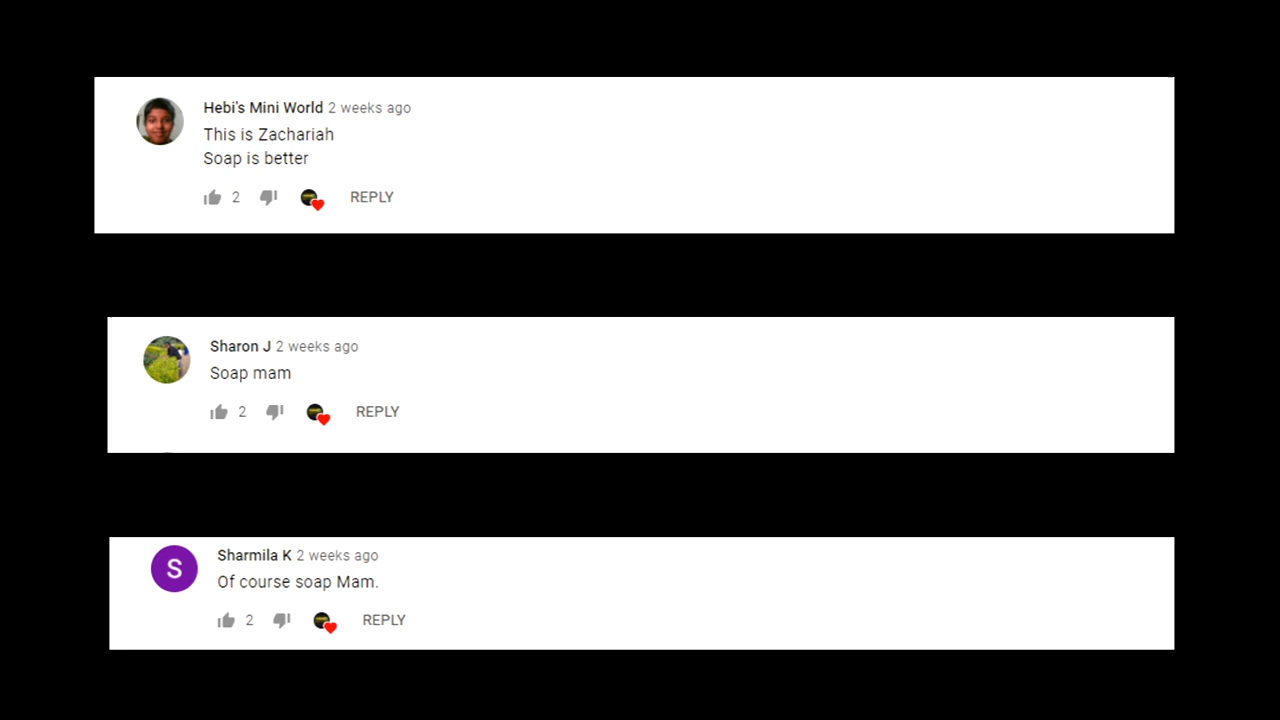 Hebi's Mini World 2 weeks ago
This is Zachariah
Soap is better
2 REPLY
Sharon J 2 weeks ago
Soap mam
2 REPLY
S
Sharmila K 2 weeks ago
Of course soap Mam.
2 REPLY